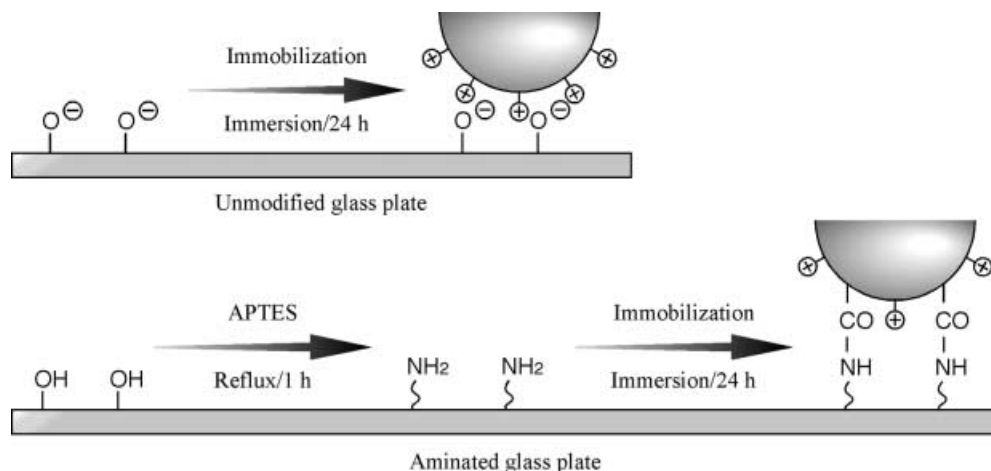 Immobilization
O⊖ O⊖ Immersion/24 h O⊖ O⊖
Unmodified glass plate
APTES Immobilization CO CO
OH OH Reflux/1 h NH2 NH2 Immersion/24 h NH NH
Aminated glass plate